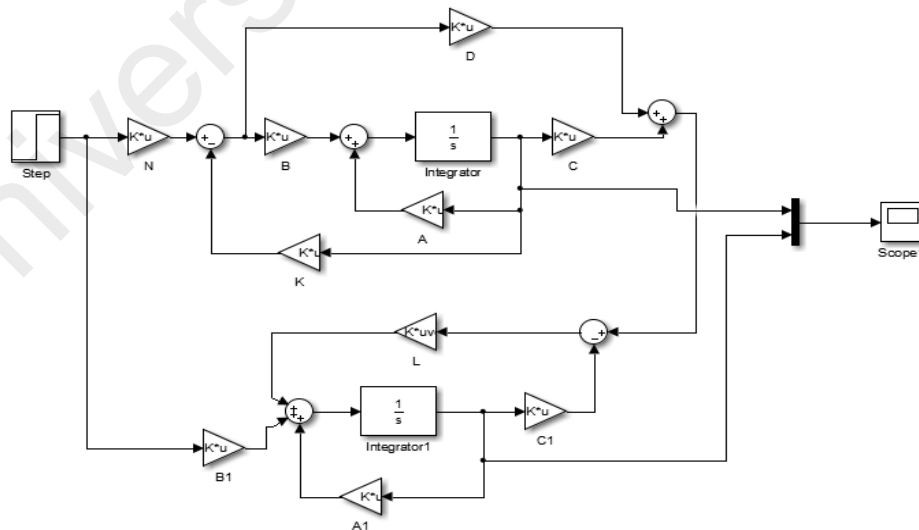 K*u
D
Step
K*u
N
+
−
K*u
B
+
+
1
s
Integrator
K*u
C
+
+
K*u
A
K*u
K
Scope
K*uv
L
−
+
K*u
B1
+
+
+
1
s
Integrator1
K*u
C1
K*u
A1